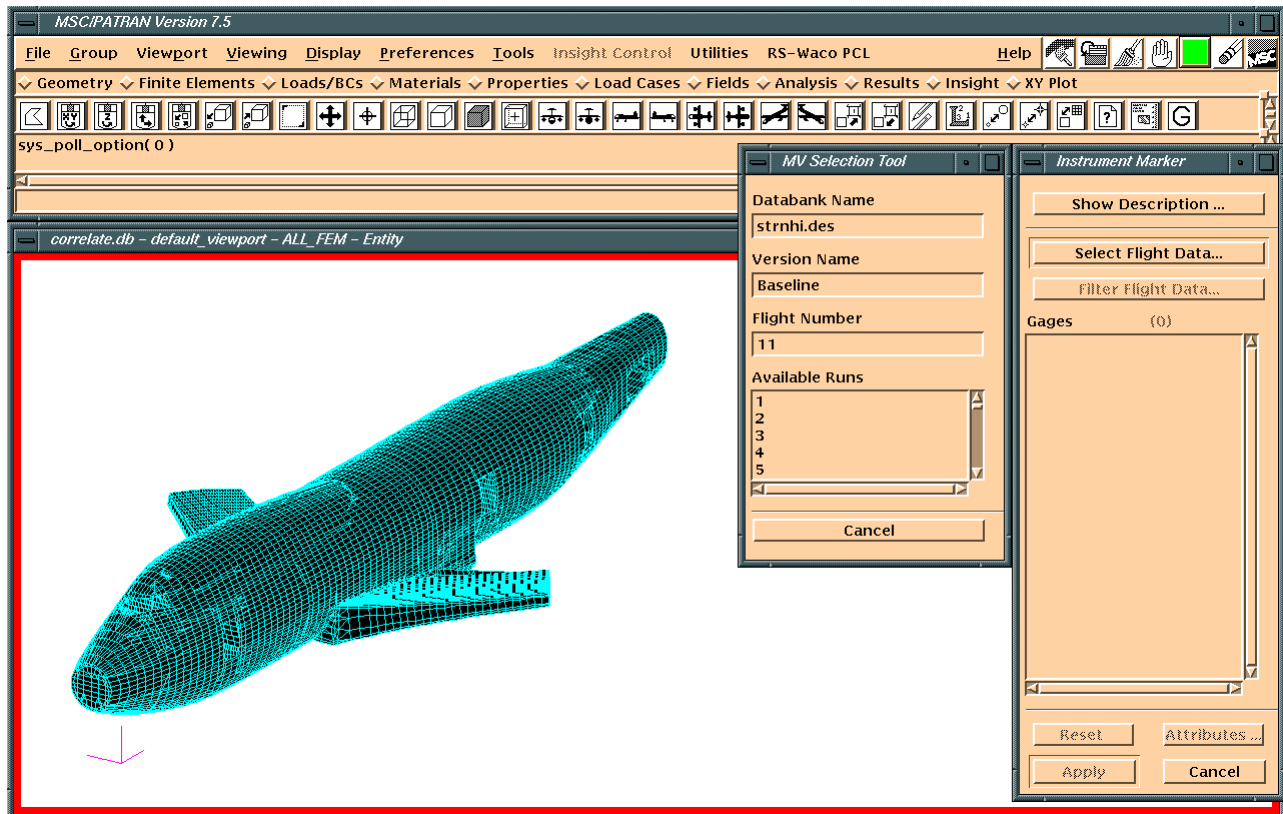 MSC/PATRAN Version 7.5
File Group Viewport Viewing Display Preferences Tools Insight Control Utilities RS-Waco PCL Help
MSC
Geometry Finite Elements Loads/BCs Materials Properties Load Cases Fields Analysis Results Insight XY Plot
XY Z ? G
sys_poll_option( 0 )
correlate.db - default_viewport - ALL_FEM - Entity
MV Selection Tool
Databank Name
strnhi.des
Version Name
Baseline
Flight Number
11
Available Runs
1
2
3
4
5
Cancel
Instrument Marker
Show Description ...
Select Flight Data...
Filter Flight Data...
Gages (0)
Reset Attributes ...
Apply Cancel